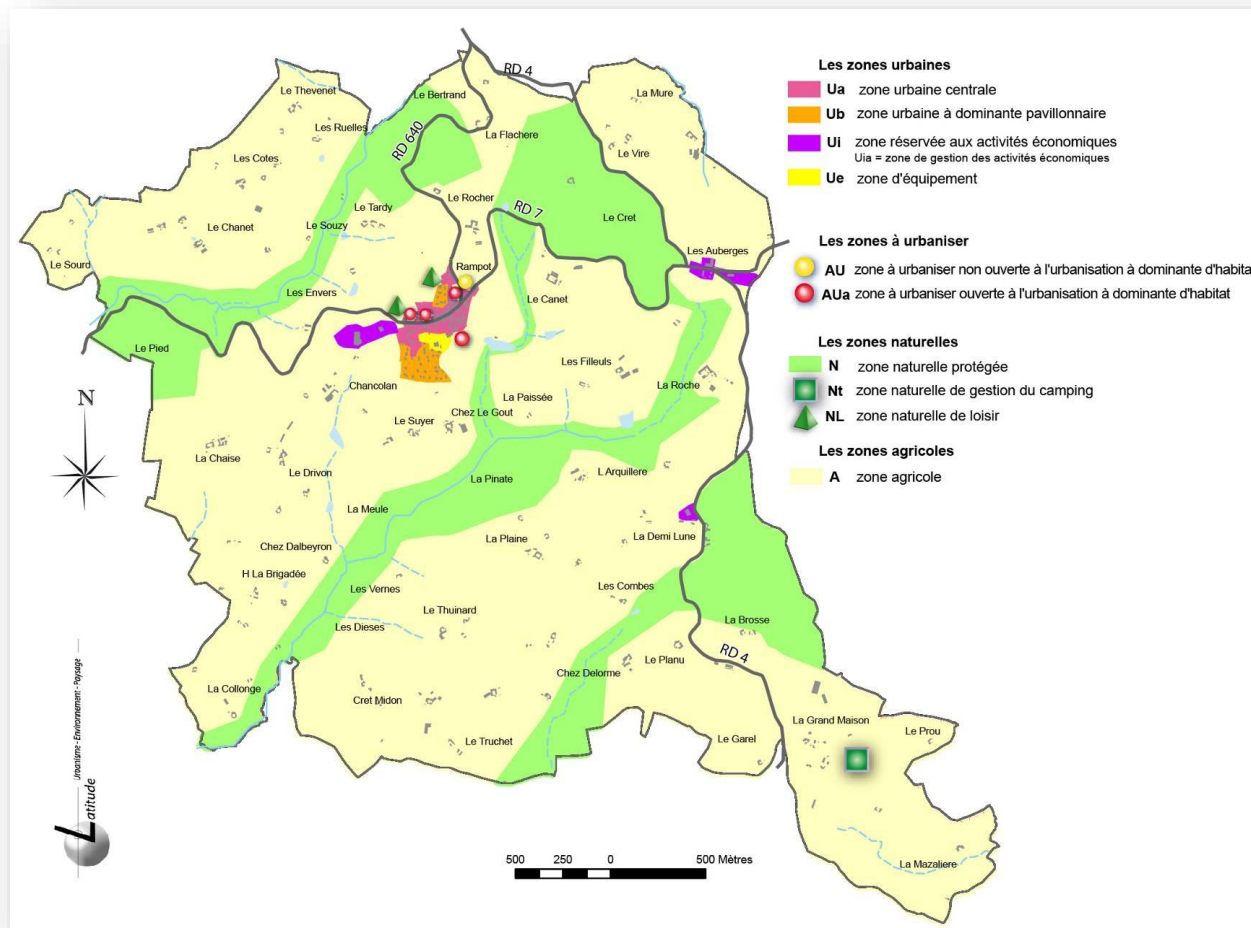 RD 4
Le Thevenet
Le Bertrand
La Mure
Les Ruelles
RD 640
La Flachere
Les Cotes
Le Vire
Le Tardy
Le Rocher
RD 7
Le Cret
Le Chanet
Le Souzy
Les Auberges
Le Sourd
Rampot
Les Envers
Le Canet
Le Pied
Les Filleuls
Chancolan
La Roche
La Paissée
Le Suyer
Chez Le Gout
La Chaise
Le Drivon
La Pinate
L Arquillere
La Meule
La Plaine
La Demi Lune
Chez Dalbeyron
H La Brigadée
Les Vernes
Les Combes
Le Thuinard
Les Dieses
La Brosse
RD 4
Le Planu
Chez Delorme
La Collonge
Cret Midon
La Grand Maison
Le Prou
Le Truchet
Le Garel
La Mazaliere
N
Les zones urbaines
Ua zone urbaine centrale
Ub zone urbaine à dominante pavillonnaire
Ui zone réservée aux activités économiques
Uia = zone de gestion des activités économiques
Ue zone d'équipement
Les zones à urbaniser
AU zone à urbaniser non ouverte à l'urbanisation à dominante d'habita
AUa zone à urbaniser ouverte à l'urbanisation à dominante d'habitat
Les zones naturelles
N zone naturelle protégée
Nt zone naturelle de gestion du camping
NL zone naturelle de loisir
Les zones agricoles
A zone agricole
Latitude
Urbanisme - Environnement - Paysage
500 250 0 500 Mètres